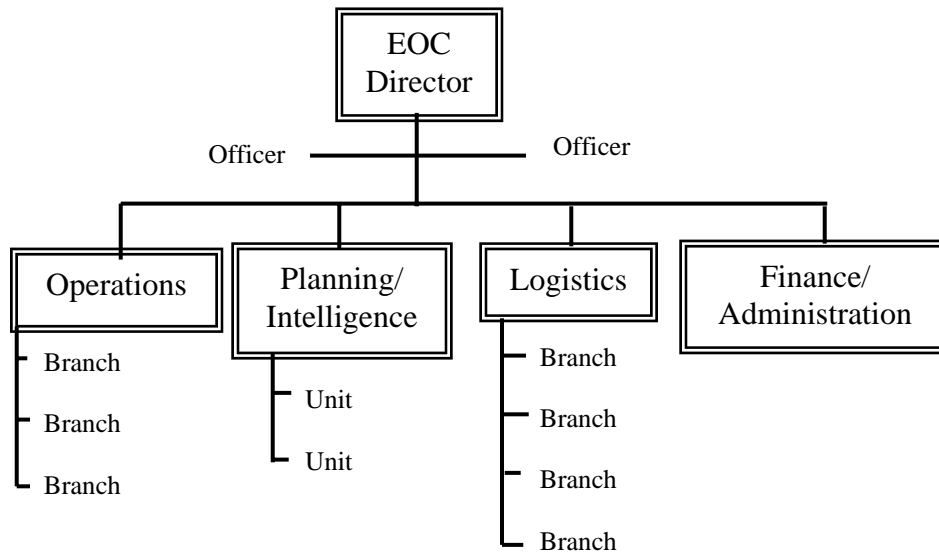 EOC
Director
Officer
Officer
Operations
Planning/
Intelligence
Logistics
Finance/
Administration
Branch
Branch
Branch
Unit
Unit
Branch
Branch
Branch
Branch